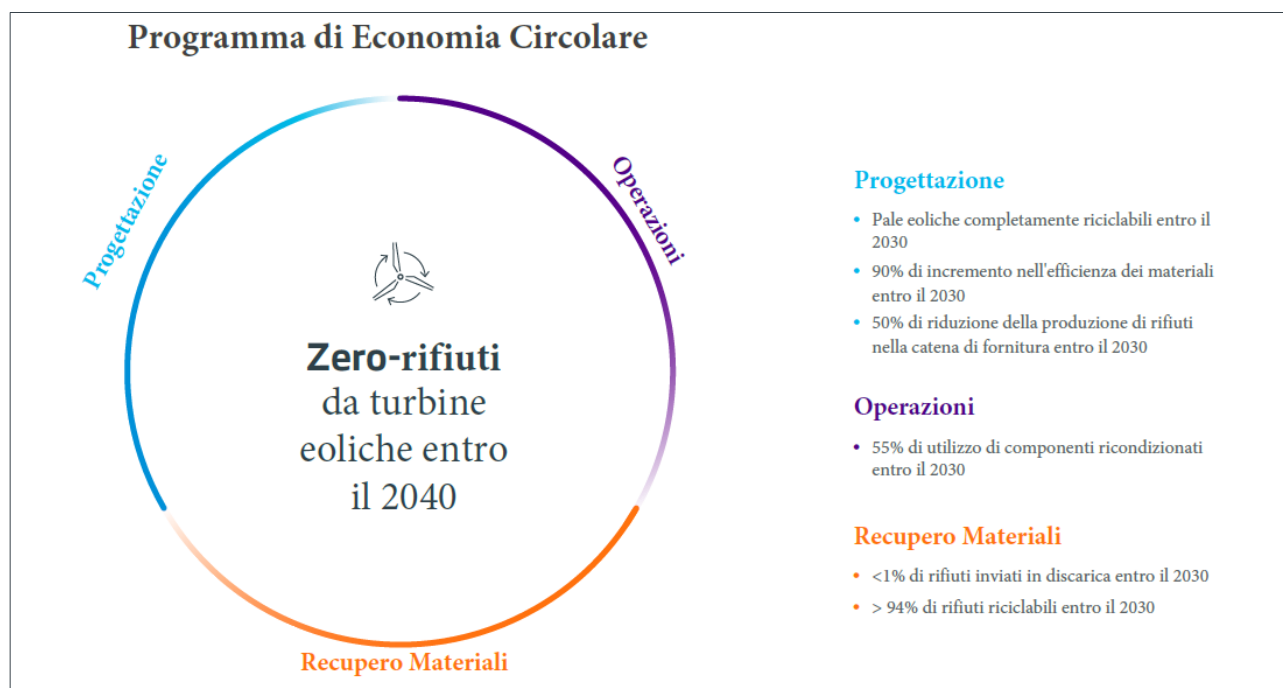 Programma di Economia Circolare
Progettazione
Operazioni
Zero-rifiuti
da turbine
eoliche entro
il 2040
Recupero Materiali
Progettazione
• Pale eoliche completamente riciclabili entro il
2030
• 90% di incremento nell'efficienza dei materiali
entro il 2030
• 50% di riduzione della produzione di rifiuti
nella catena di fornitura entro il 2030
Operazioni
• 55% di utilizzo di componenti ricondizionati
entro il 2030
Recupero Materiali
• <1% di rifiuti inviati in discarica entro il 2030
• > 94% di rifiuti riciclabili entro il 2030